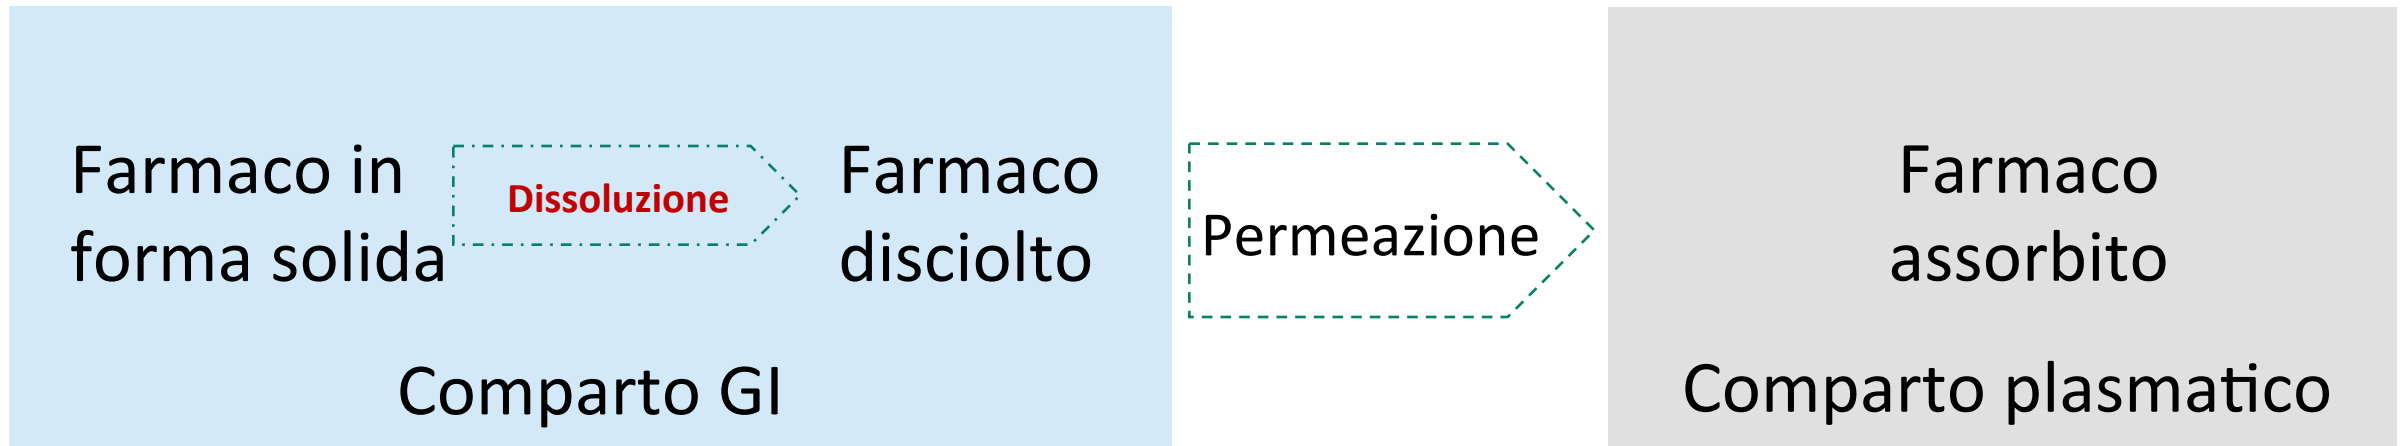 Farmaco in
forma solida
Dissoluzione
Farmaco
disciolto
Comparto GI
Permeazione
Farmaco
assorbito
Comparto plasmatico